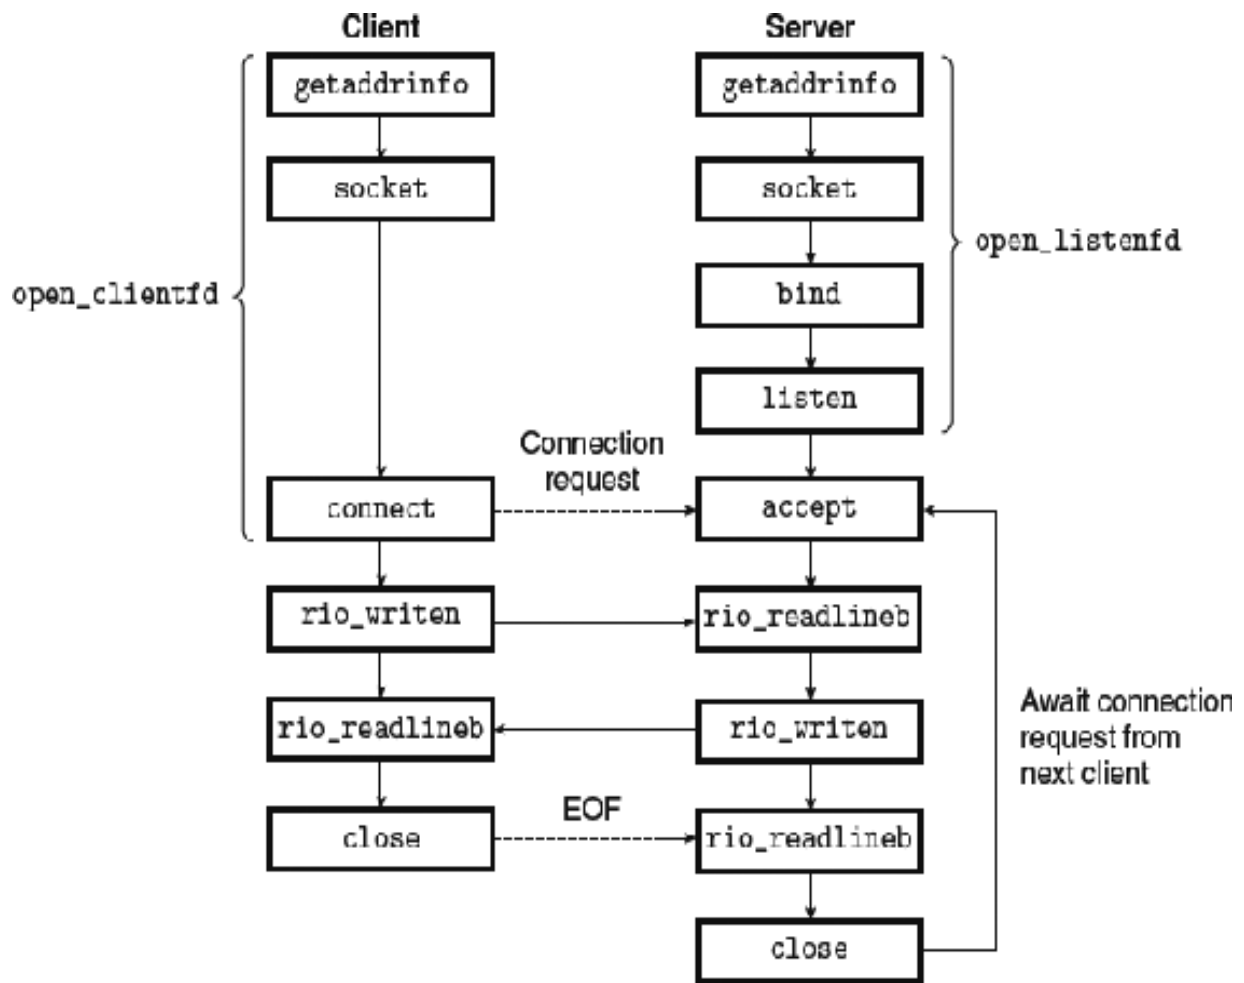 Client
Server
getaddrinfo
getaddrinfo
socket
socket
open_listenfd
open_clientfd
bind
listen
Connection
request
connect
accept
rio_writen
rio_readlineb
rio_readlineb
rio_writen
Await connection
request from
next client
EOF
close
rio_readlineb
close